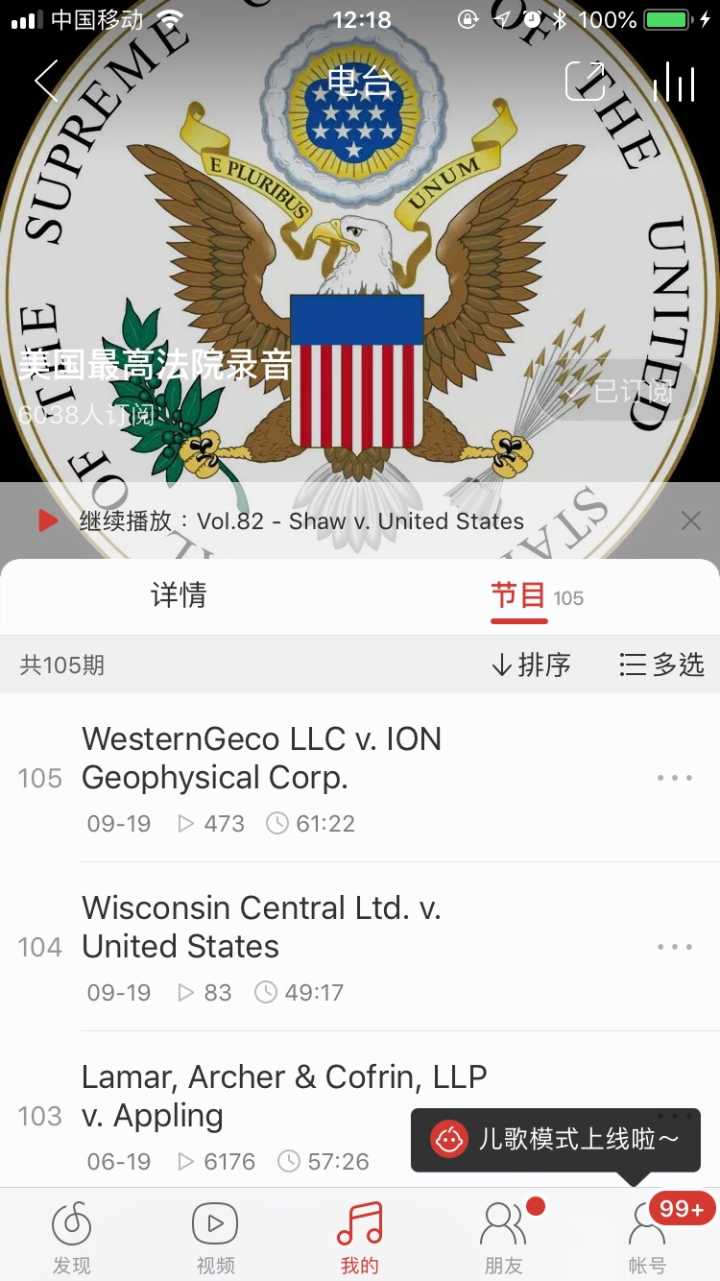 中国移动 12:18 100%
电台
THE SUPREME COURT OF THE UNITED STATES OF
E PLURIBUS UNUM
美国最高法院录音
6038人订阅
已订阅
继续播放：Vol.82 - Shaw v. United States
详情
节目 105
共105期
排序
多选
105
WesternGeco LLC v. ION
Geophysical Corp.
09-19 473 61:22
104
Wisconsin Central Ltd. v.
United States
09-19 83 49:17
103
Lamar, Archer & Cofrin, LLP
v. Appling
06-19 6176 57:26
儿歌模式上线啦～
99+
发现
视频
我的
朋友
帐号